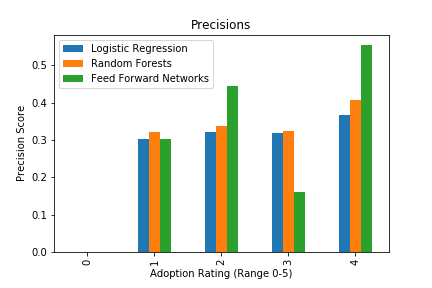 Precisions
Logistic Regression
Random Forests
Feed Forward Networks
Precision Score
0.5
0.4
0.3
0.2
0.1
0.0
0
1
2
3
4
Adoption Rating (Range 0-5)